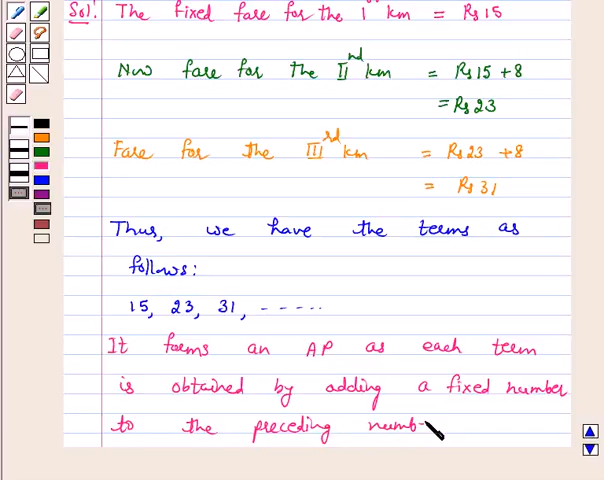 Sol:
The fixed fare for the 1st km = Rs 15
Now fare for the IInd km = Rs 15 + 8
= Rs 23
Fare for the IIIrd km = Rs 23 + 8
= Rs 31
Thus, we have the terms as
follows:
15, 23, 31, ------
It forms an AP as each term
is obtained by adding a fixed number
to the preceding numb